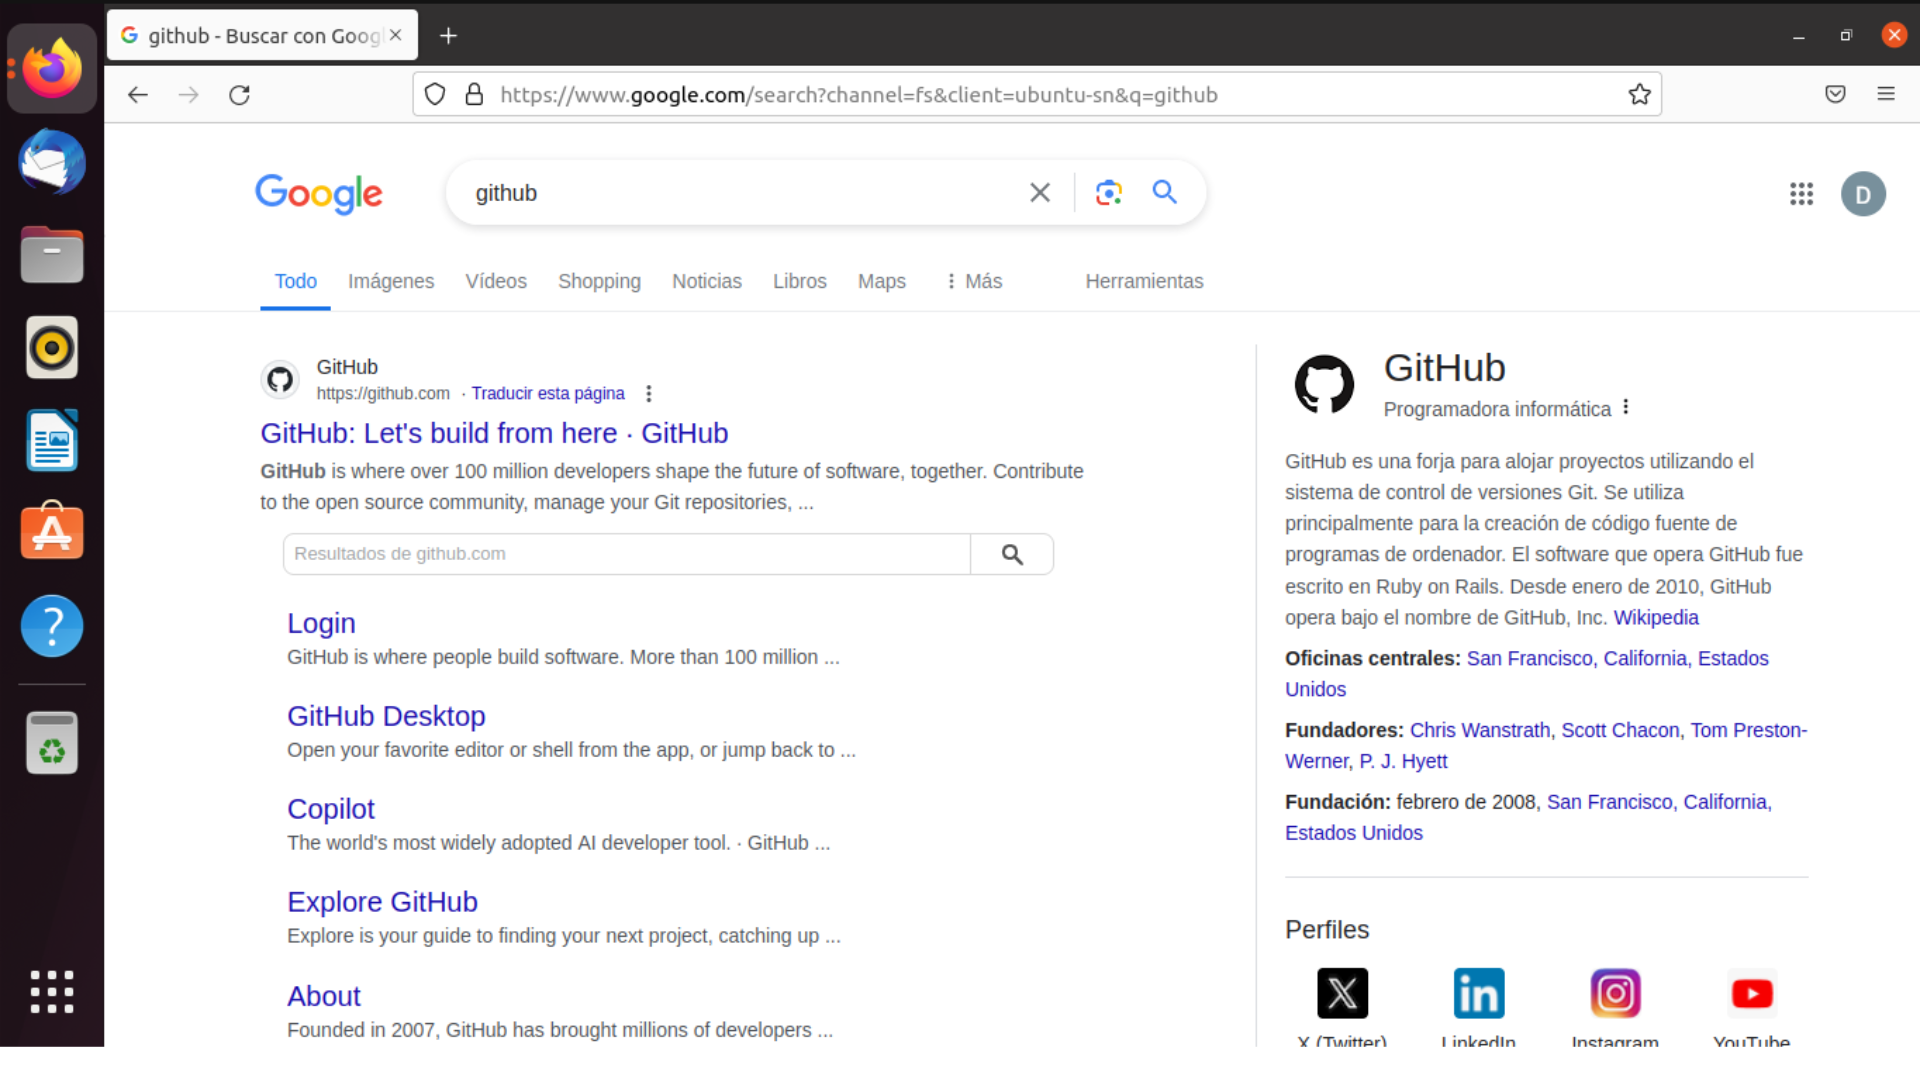 github - Buscar con Goog
https://www.google.com/search?channel=fs&client=ubuntu-sn&q=github
Google
github
D
Todo
Imágenes
Vídeos
Shopping
Noticias
Libros
Maps
Más
Herramientas
GitHub
https://github.com · Traducir esta página
GitHub: Let's build from here · GitHub
GitHub is where over 100 million developers shape the future of software, together. Contribute
to the open source community, manage your Git repositories, ...
Resultados de github.com
Login
GitHub is where people build software. More than 100 million ...
GitHub Desktop
Open your favorite editor or shell from the app, or jump back to ...
Copilot
The world's most widely adopted AI developer tool. · GitHub ...
Explore GitHub
Explore is your guide to finding your next project, catching up ...
About
Founded in 2007, GitHub has brought millions of developers ...
GitHub
Programadora informática
GitHub es una forja para alojar proyectos utilizando el
sistema de control de versiones Git. Se utiliza
principalmente para la creación de código fuente de
programas de ordenador. El software que opera GitHub fue
escrito en Ruby on Rails. Desde enero de 2010, GitHub
opera bajo el nombre de GitHub, Inc. Wikipedia
Oficinas centrales: San Francisco, California, Estados
Unidos
Fundadores: Chris Wanstrath, Scott Chacon, Tom Preston-
Werner, P. J. Hyett
Fundación: febrero de 2008, San Francisco, California,
Estados Unidos
Perfiles
X (Twitter)
LinkedIn
Instagram
YouTube